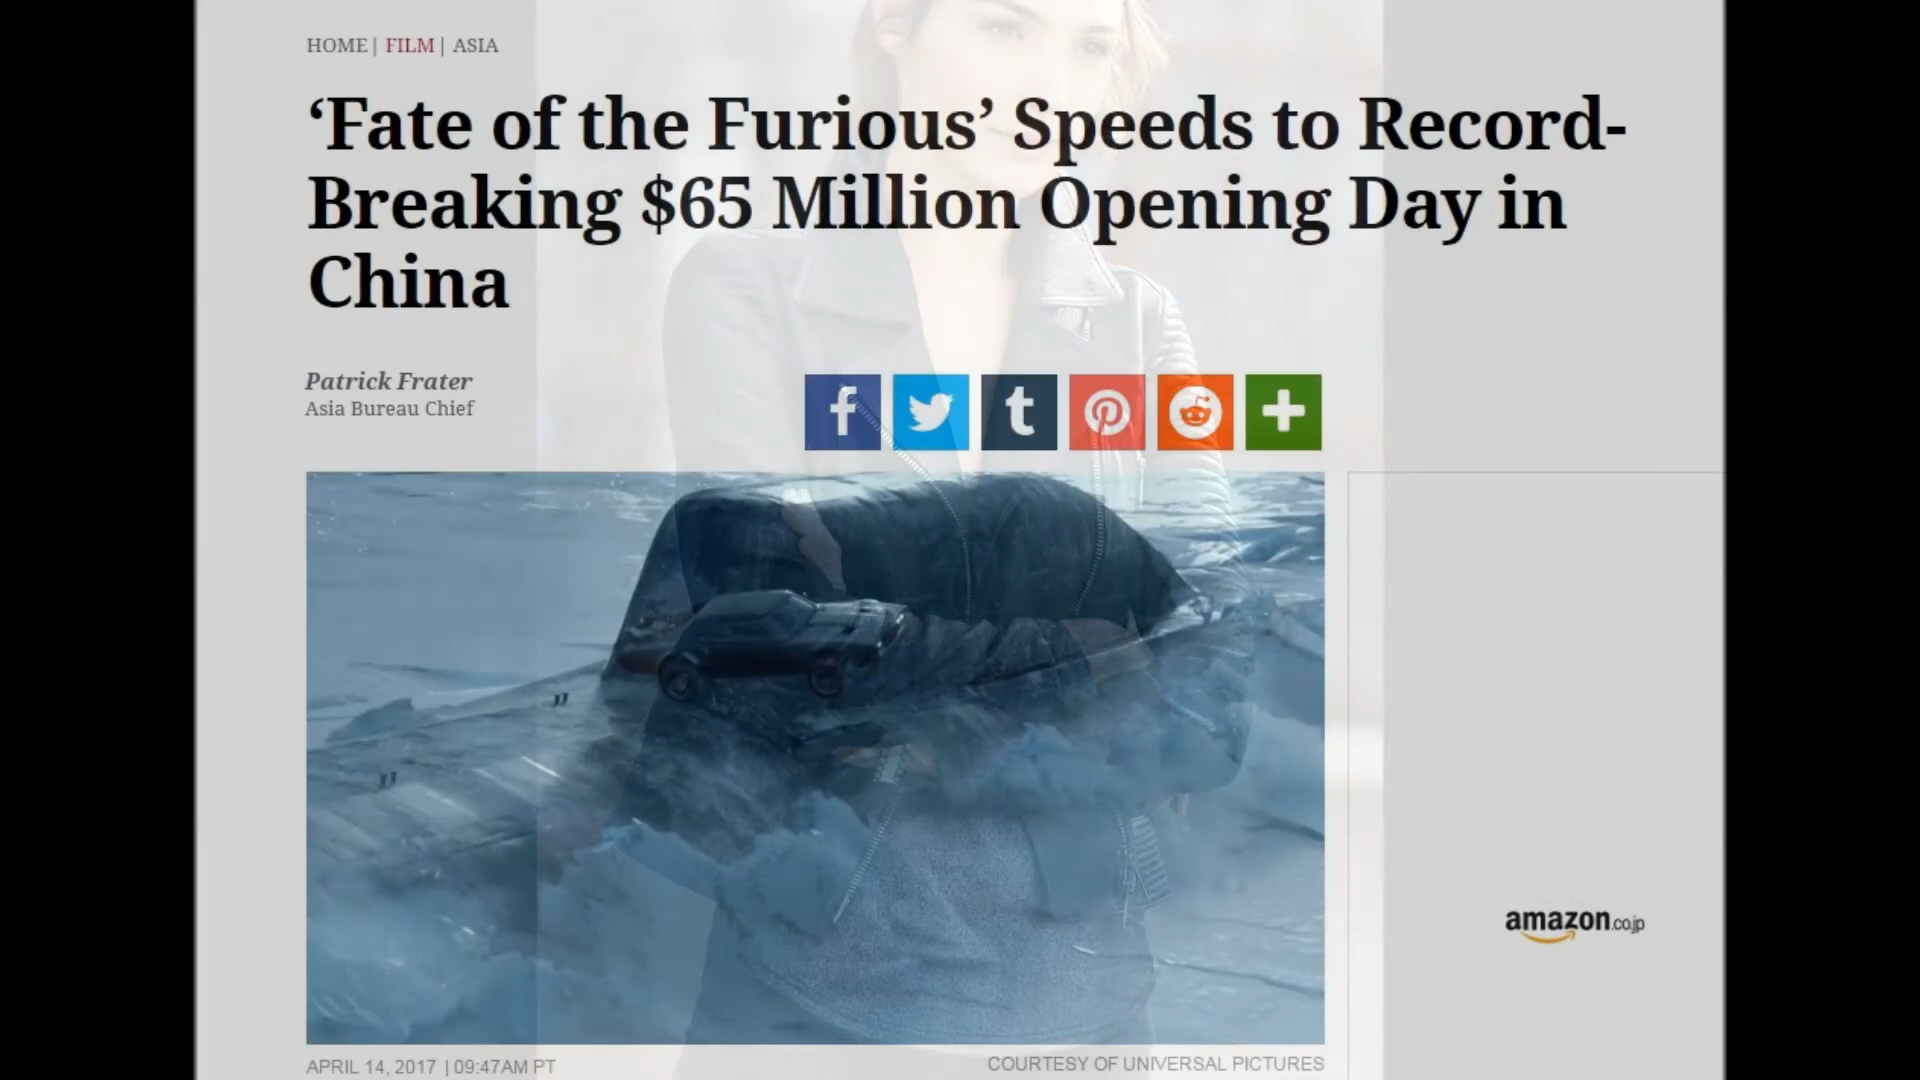 HOME | FILM | ASIA
‘Fate of the Furious’ Speeds to Record-
Breaking $65 Million Opening Day in
China
Patrick Frater
Asia Bureau Chief
amazon.co.jp
APRIL 14, 2017 | 09:47AM PT
COURTESY OF UNIVERSAL PICTURES